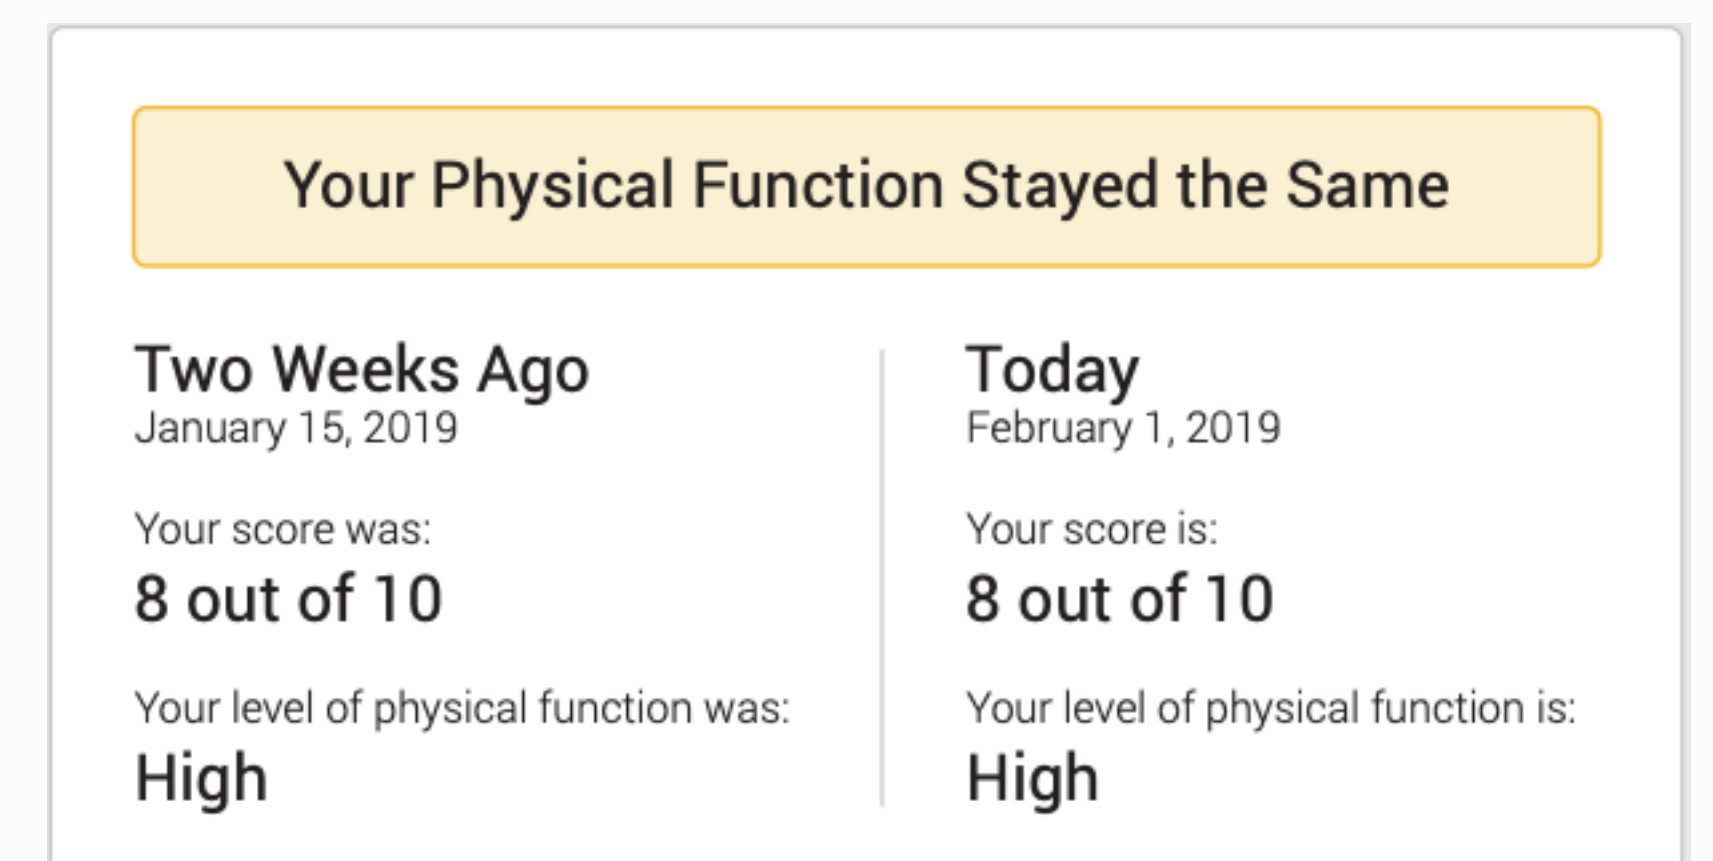 Your Physical Function Stayed the Same
Two Weeks Ago
January 15, 2019
Your score was:
8 out of 10
Your level of physical function was:
High
Today
February 1, 2019
Your score is:
8 out of 10
Your level of physical function is:
High